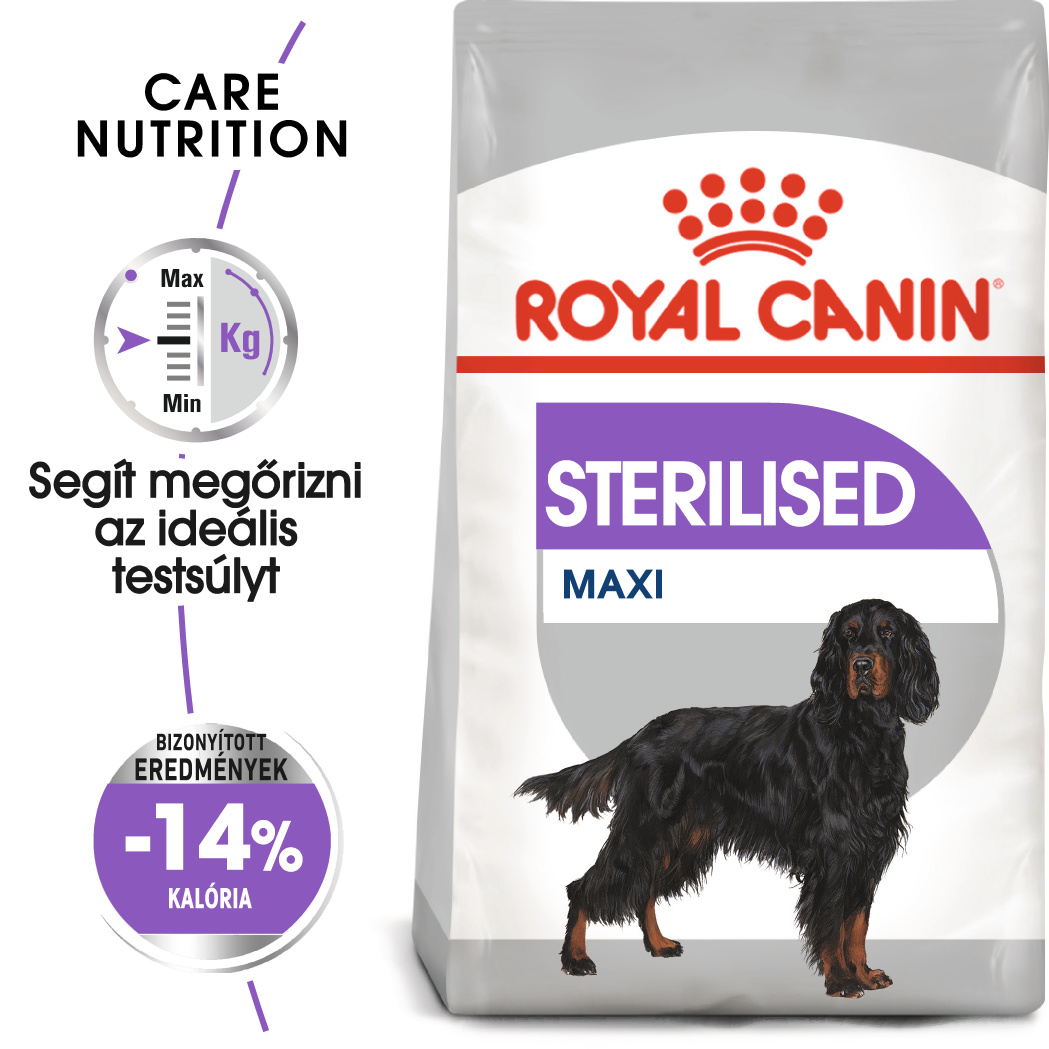 CARE
NUTRITION
Max
Kg
Min
Segít megőrizni
az ideális
testsúlyt
BIZONYÍTOTT
EREDMÉNYEK
-14%
KALÓRIA
ROYAL CANIN®
STERILISED
MAXI